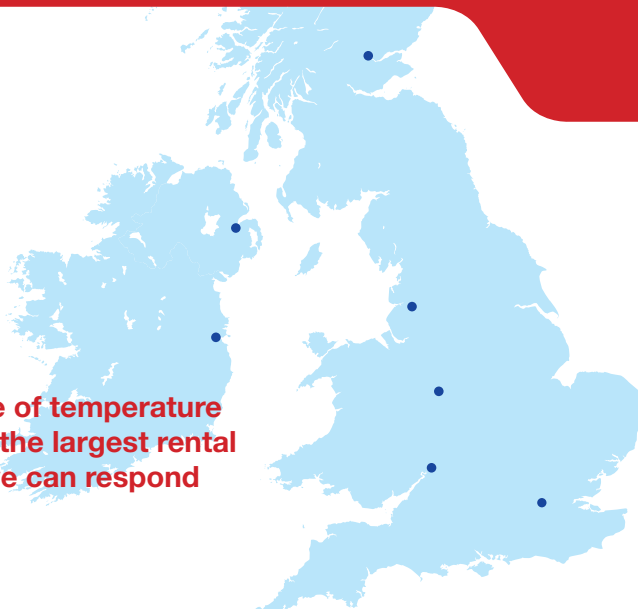 of temperature
the largest rental
can respond